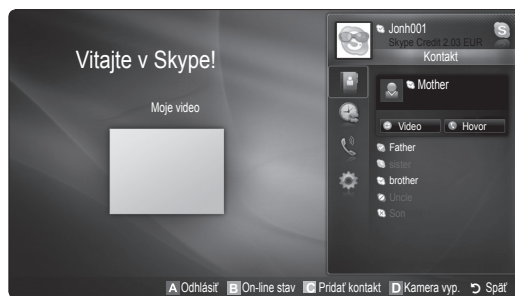 Vitajte v Skype!
Moje video
Jonh001
Skype Credit 2.03 EUR
Kontakt
Mother
Video Hovor
Father
sister
brother
Uncle
Son
A Odhlásiť B On-line stav C Pridať kontakt D Kamera vyp. Späť